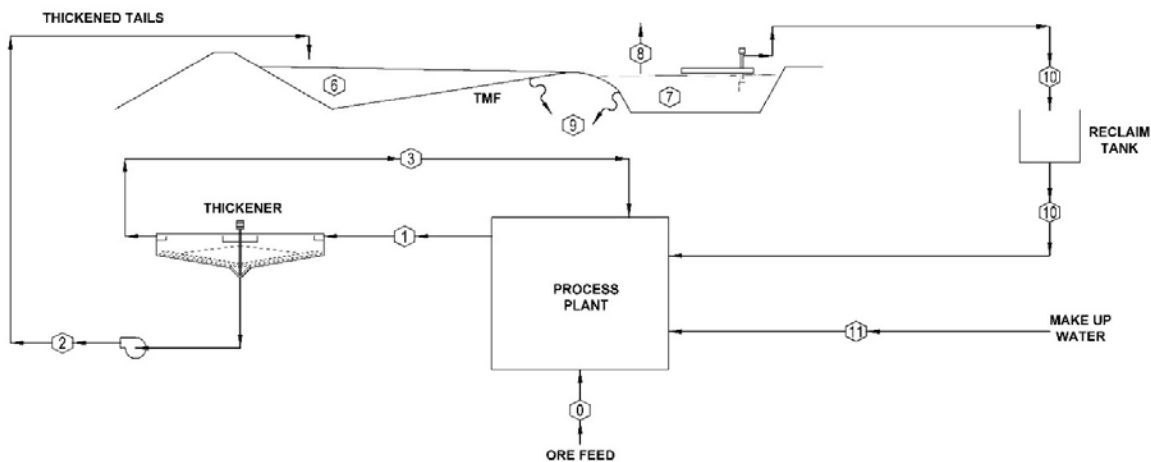 THICKENED TAILS
8
10
6
TMF
7
9
RECLAIM
TANK
3
THICKENER
10
1
PROCESS
PLANT
2
11
MAKE UP
WATER
0
ORE FEED